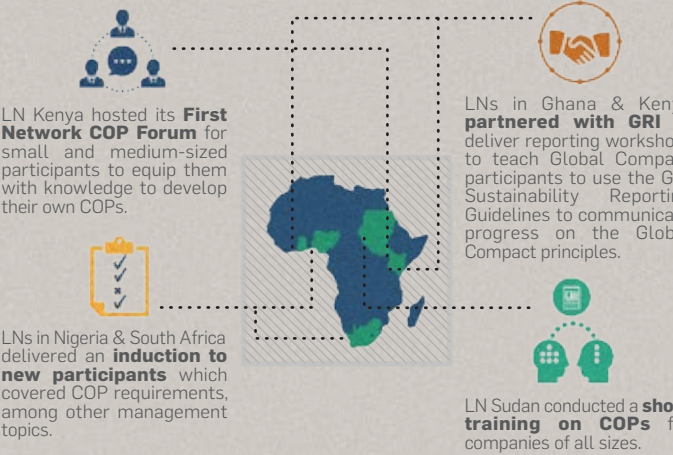 LN Kenya hosted its First
Network COP Forum for
small and medium-sized
participants to equip them
with knowledge to develop
their own COPs.
LNs in Nigeria & South Africa
delivered an induction to
new participants which
covered COP requirements,
among other management
topics.
LNs in Ghana &
partnered with GRI
deliver reporting
to teach Global
participants to use the
Sustainability
Guidelines to
progress on the
Compact principles.
LN Sudan conducted a
training on COPs
companies of all sizes.